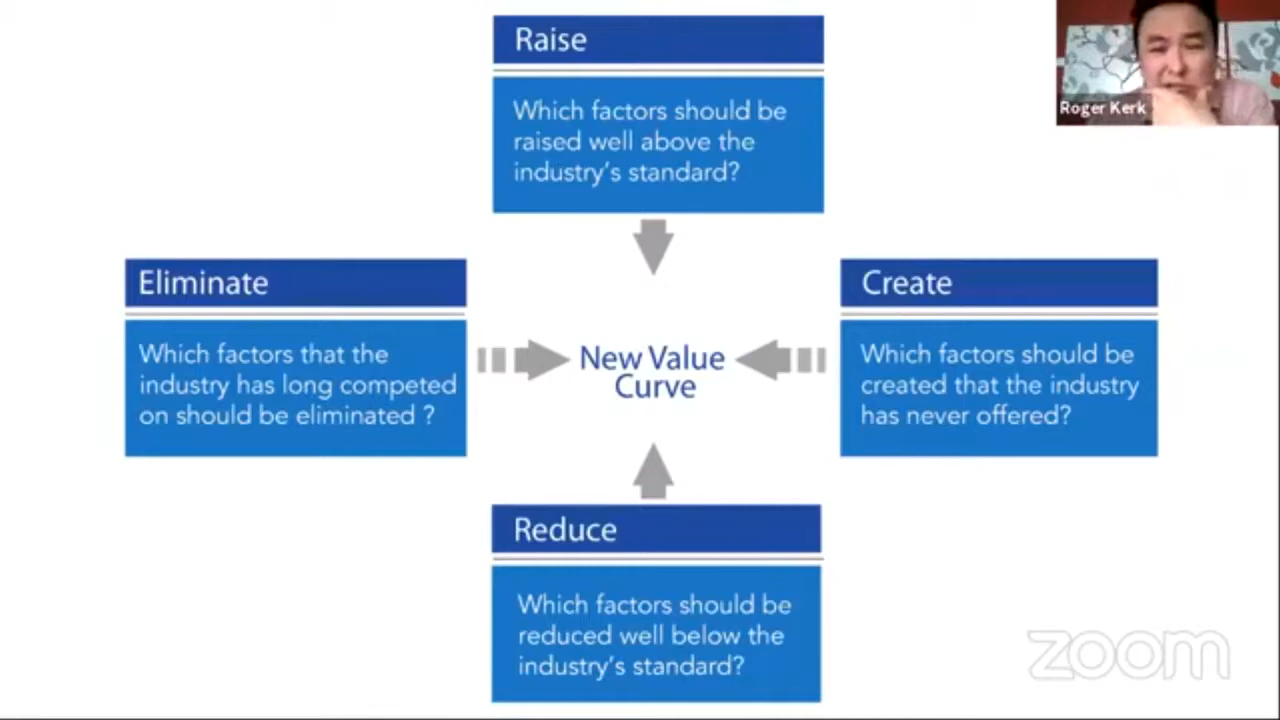 Raise
Which factors should be
raised well above the
industry's standard?
Roger Kerk
Eliminate
Which factors that the
industry has long competed
on should be eliminated ?
New Value
Curve
Create
Which factors should be
created that the industry
has never offered?
Reduce
Which factors should be
reduced well below the
industry's standard?
zoom